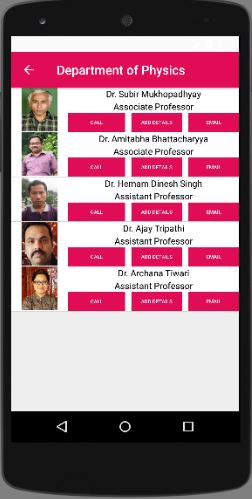 Department of Physics
Dr. Subir Mukhopadhyay
Associate Professor
CALL ADD DETAILS EMAIL
Dr. Amitabha Bhattacharyya
Associate Professor
CALL ADD DETAILS EMAIL
Dr. Hemam Dinesh Singh
Assistant Professor
CALL ADD DETAILS EMAIL
Dr. Ajay Tripathi
Assistant Professor
CALL ADD DETAILS EMAIL
Dr. Archana Tiwari
Assistant Professor
CALL ADD DETAILS EMAIL